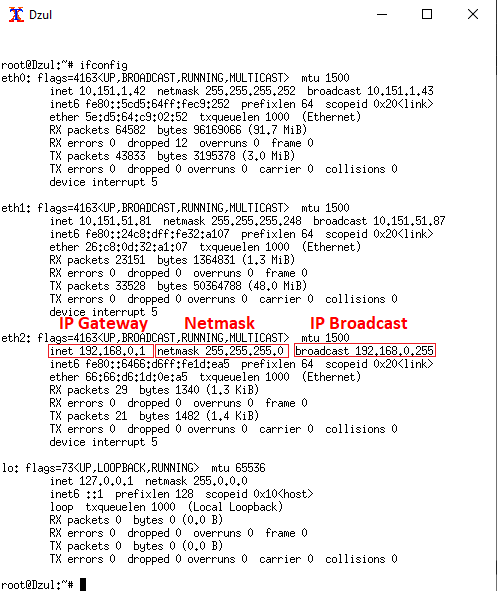 Dzul
root@Dzul:~# ifconfig
eth0: flags=4163<UP,BROADCAST,RUNNING,MULTICAST>  mtu 1500
        inet 10.151.1.42  netmask 255.255.255.252  broadcast 10.151.1.43
        inet6 fe80::5cd5:64ff:fec9:252  prefixlen 64  scopeid 0x20<link>
        ether 5e:d5:64:c9:02:52  txqueuelen 1000  (Ethernet)
        RX packets 64582  bytes 96169066 (91.7 MiB)
        RX errors 0  dropped 12  overruns 0  frame 0
        TX packets 43833  bytes 3195378 (3.0 MiB)
        TX errors 0  dropped 0 overruns 0  carrier 0  collisions 0
        device interrupt 5
eth1: flags=4163<UP,BROADCAST,RUNNING,MULTICAST>  mtu 1500
        inet 10.151.51.81  netmask 255.255.255.248  broadcast 10.151.51.87
        inet6 fe80::24c8:dff:fe32:a107  prefixlen 64  scopeid 0x20<link>
        ether 26:c8:0d:32:a1:07  txqueuelen 1000  (Ethernet)
        RX packets 23151  bytes 1364831 (1.3 MiB)
        RX errors 0  dropped 0  overruns 0  frame 0
        TX packets 33528  bytes 50364788 (48.0 MiB)
        TX errors 0  dropped 0 overruns 0  carrier 0  collisions 0
IP Gateway Netmask IP Broadcast
eth2: flags=4163<UP,BROADCAST,RUNNING,MULTICAST>  mtu 1500
        inet 192.168.0.1  netmask 255.255.255.0  broadcast 192.168.0.255
        inet6 fe80::6466:d6ff:fe1d:ea5  prefixlen 64  scopeid 0x20<link>
        ether 66:66:d6:1d:0e:a5  txqueuelen 1000  (Ethernet)
        RX packets 29  bytes 1340 (1.3 KiB)
        RX errors 0  dropped 0  overruns 0  frame 0
        TX packets 21  bytes 1482 (1.4 KiB)
        TX errors 0  dropped 0 overruns 0  carrier 0  collisions 0
        device interrupt 5
lo: flags=73<UP,LOOPBACK,RUNNING>  mtu 65536
        inet 127.0.0.1  netmask 255.0.0.0
        inet6 ::1  prefixlen 128  scopeid 0x10<host>
        loop  txqueuelen 1000  (Local Loopback)
        RX packets 0  bytes 0 (0.0 B)
        RX errors 0  dropped 0  overruns 0  frame 0
        TX packets 0  bytes 0 (0.0 B)
        TX errors 0  dropped 0 overruns 0  carrier 0  collisions 0
root@Dzul:~#